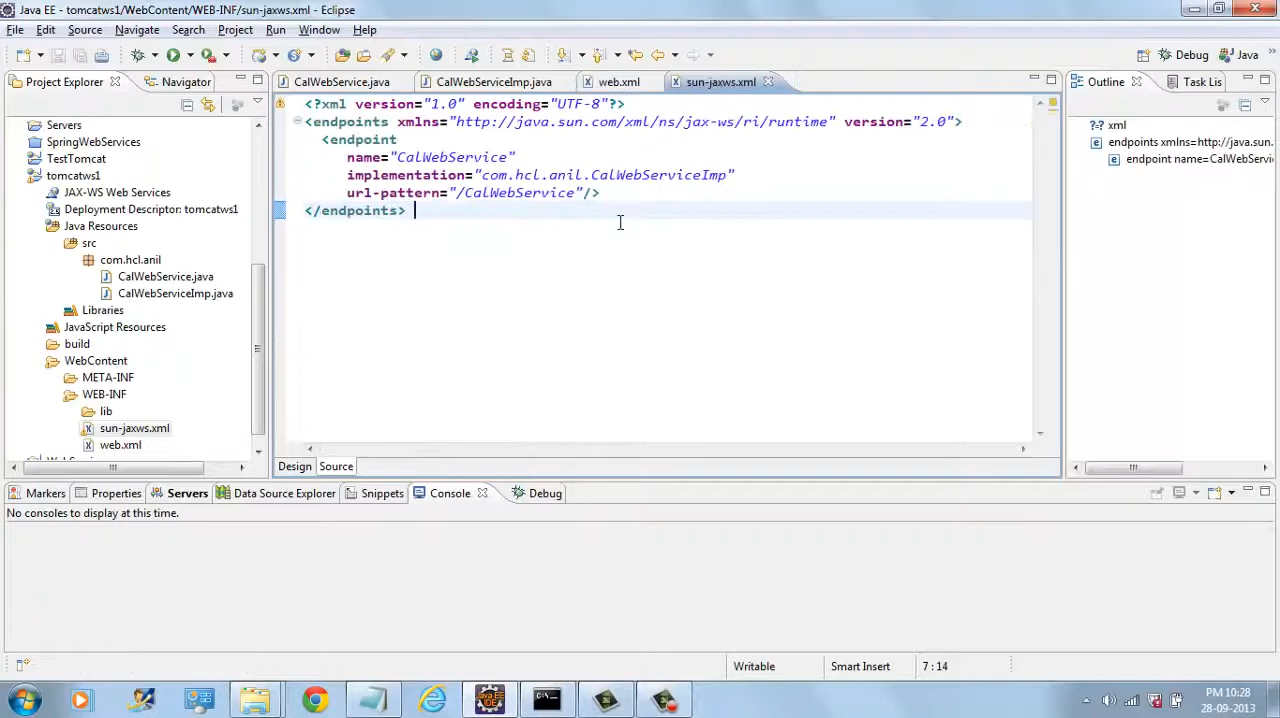 Java EE - tomcatws1/WebContent/WEB-INF/sun-jaxws.xml - Eclipse
File Edit Source Navigate Search Project Run Window Help
Debug Java
Project Explorer Navigator
Servers
SpringWebServices
TestTomcat
tomcatws1
JAX-WS Web Services
Deployment Descriptor: tomcatws1
Java Resources
src
com.hcl.anil
CalWebService.java
CalWebServiceImp.java
Libraries
JavaScript Resources
build
WebContent
META-INF
WEB-INF
lib
sun-jaxws.xml
web.xml
CalWebService.java CalWebServiceImp.java web.xml sun-jaxws.xml
<?xml version="1.0" encoding="UTF-8"?>
<endpoints xmlns="http://java.sun.com/xml/ns/jax-ws/ri/runtime" version="2.0">
<endpoint
name="CalWebService"
implementation="com.hcl.anil.CalWebServiceImp"
url-pattern="/CalWebService"/>
</endpoints>
Design Source
Outline Task Lis
xml
endpoints xmlns=http://java.sun.
endpoint name=CalWebServi
Markers Properties Servers Data Source Explorer Snippets Console Debug
No consoles to display at this time.
Writable Smart Insert 7 : 14
PM 10:28
28-09-2013